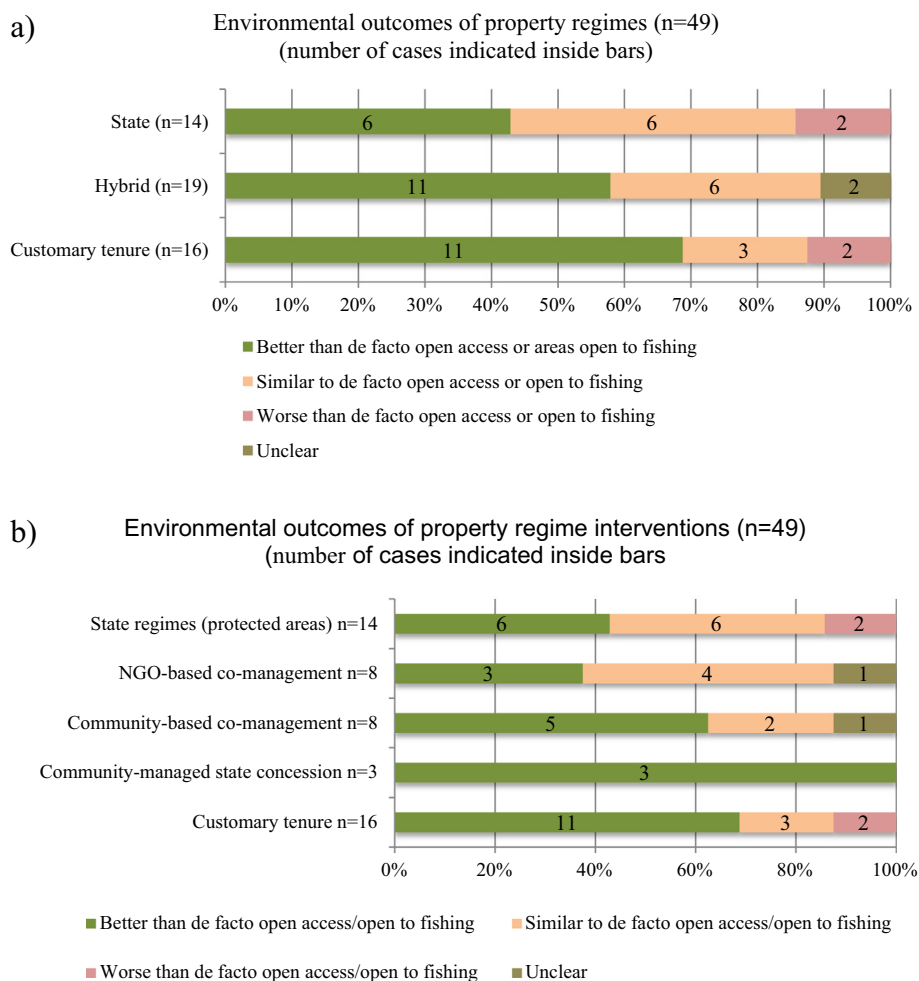 a)
Environmental outcomes of property regimes (n=49)
(number of cases indicated inside bars)
State (n=14)
6 6 2
Hybrid (n=19)
11 6 2
Customary tenure (n=16)
11 3 2
0% 10% 20% 30% 40% 50% 60% 70% 80% 90% 100%
Better than de facto open access or areas open to fishing
Similar to de facto open access or open to fishing
Worse than de facto open access or open to fishing
Unclear
b)
Environmental outcomes of property regime interventions (n=49)
(number of cases indicated inside bars
State regimes (protected areas) n=14
6 6 2
NGO-based co-management n=8
3 4 1
Community-based co-management n=8
5 2 1
Community-managed state concession n=3
3
Customary tenure n=16
11 3 2
0% 20% 40% 60% 80% 100%
Better than de facto open access/open to fishing
Similar to de facto open access/open to fishing
Worse than de facto open access/open to fishing
Unclear